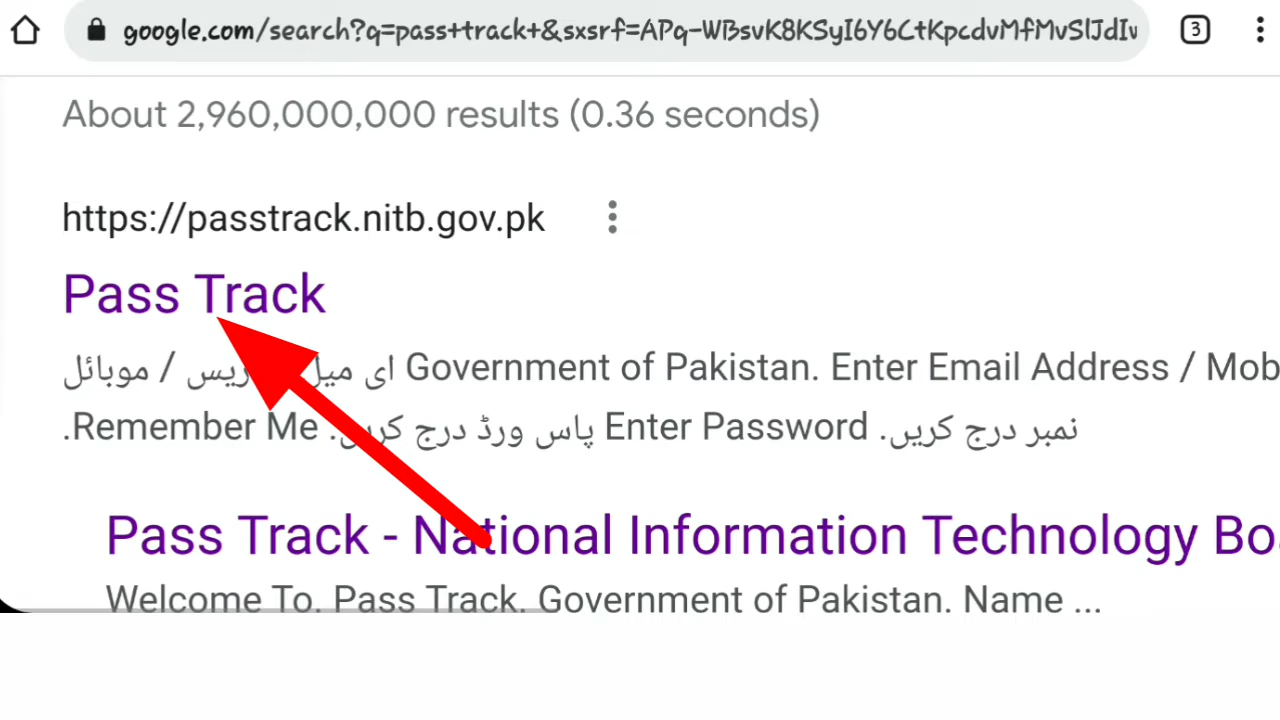 google.com/search?q=pass+track+&sxsrf=APq-WBsvK8KSyI6Y6CtKpcdvMfMvSlJdIv
3
About 2,960,000,000 results (0.36 seconds)
https://passtrack.nitb.gov.pk
Pass Track
ای میل / موبائل Government of Pakistan. Enter Email Address / Mob
.Remember Me .پاس ورڈ درج کریں Enter Password .نمبر درج کریں
Pass Track - National Information Technology Bo
Welcome To. Pass Track. Government of Pakistan. Name ...